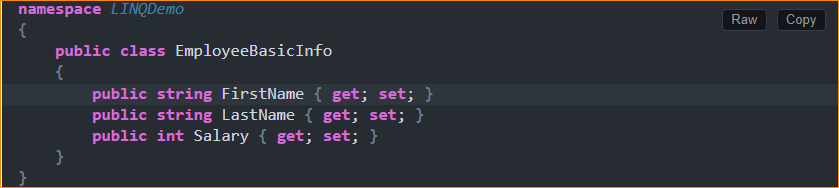 namespace LINQDemo
Raw Copy
{
    public class EmployeeBasicInfo
    {
        public string FirstName { get; set; }
        public string LastName { get; set; }
        public int Salary { get; set; }
    }
}